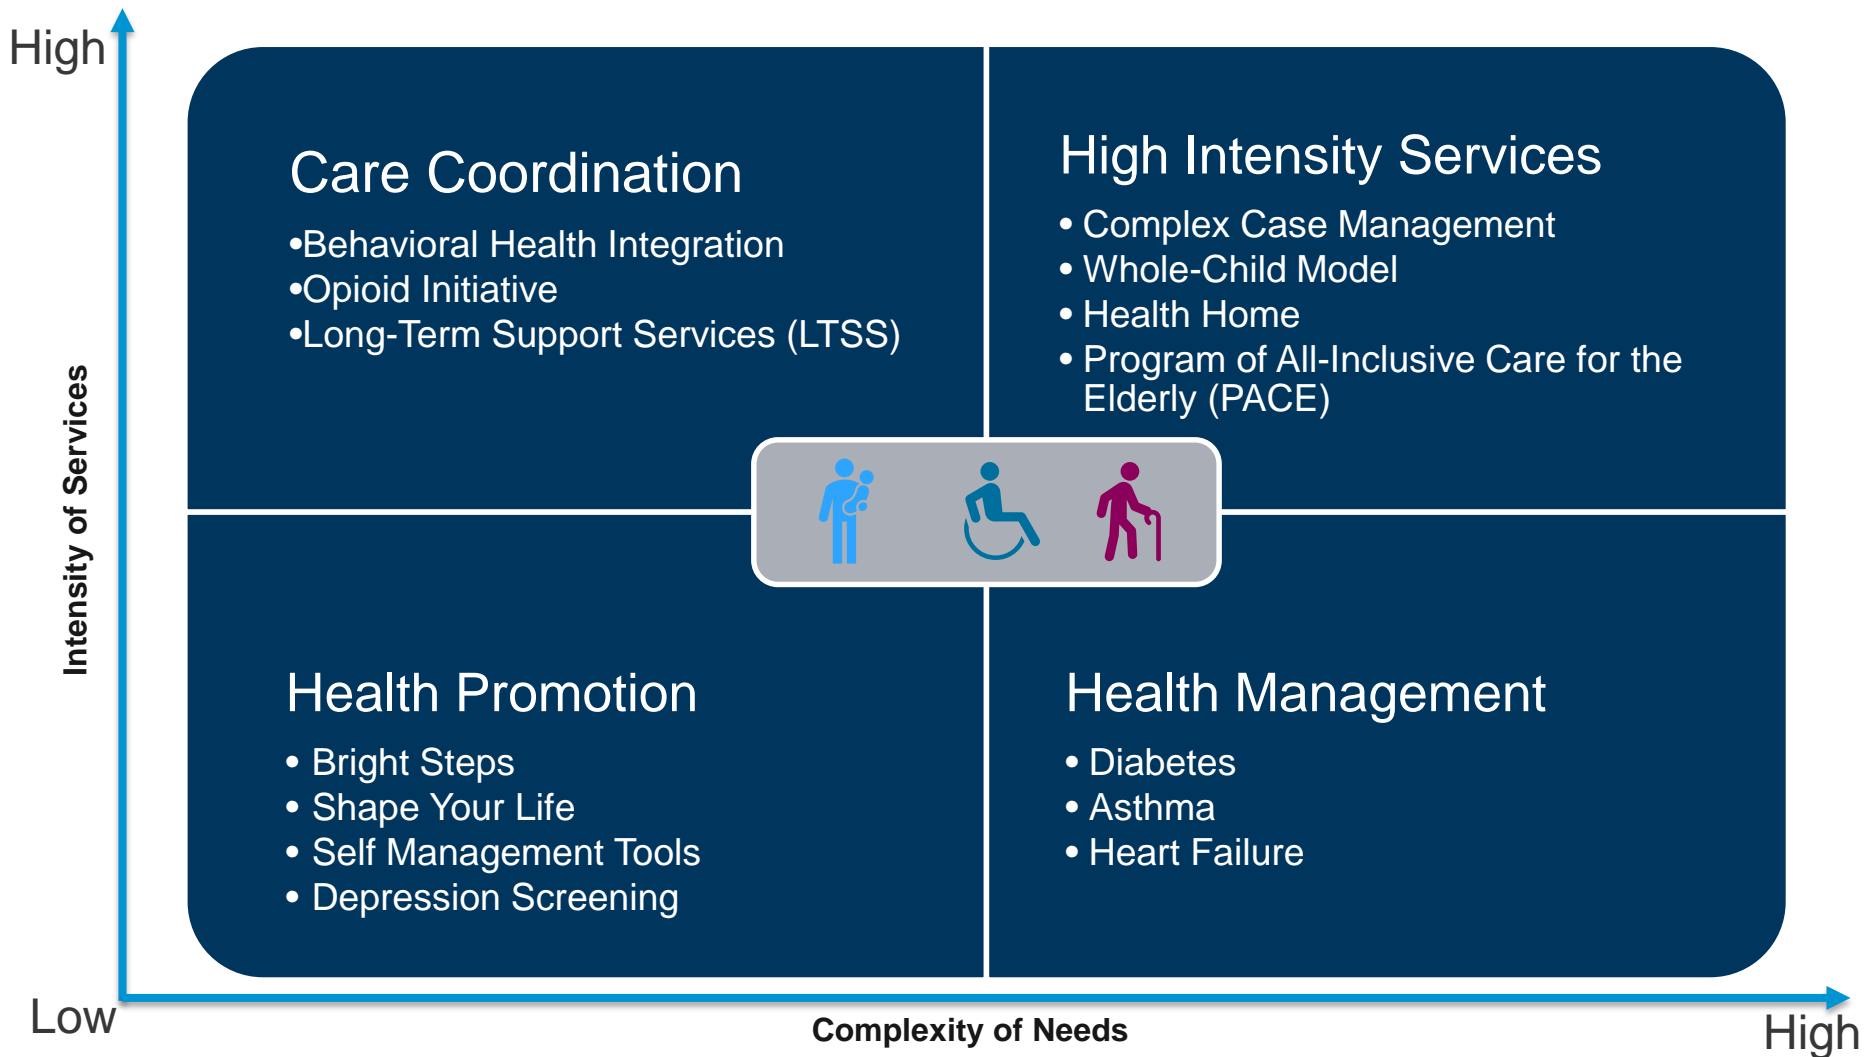 High
Intensity of Services
Care Coordination
•Behavioral Health Integration
•Opioid Initiative
•Long-Term Support Services (LTSS)
High Intensity Services
• Complex Case Management
• Whole-Child Model
• Health Home
• Program of All-Inclusive Care for the
Elderly (PACE)
Health Promotion
• Bright Steps
• Shape Your Life
• Self Management Tools
• Depression Screening
Health Management
• Diabetes
• Asthma
• Heart Failure
Low
Complexity of Needs
High